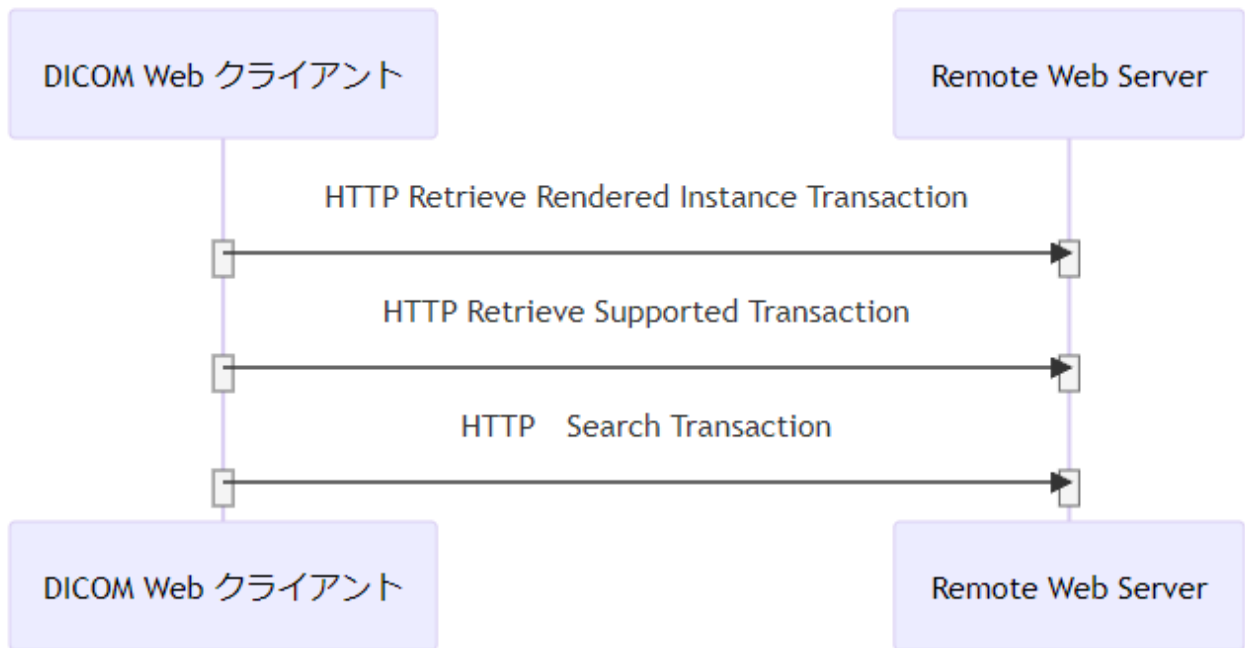 DICOM Web クライアント
Remote Web Server
HTTP Retrieve Rendered Instance Transaction
HTTP Retrieve Supported Transaction
HTTP　Search Transaction
DICOM Web クライアント
Remote Web Server